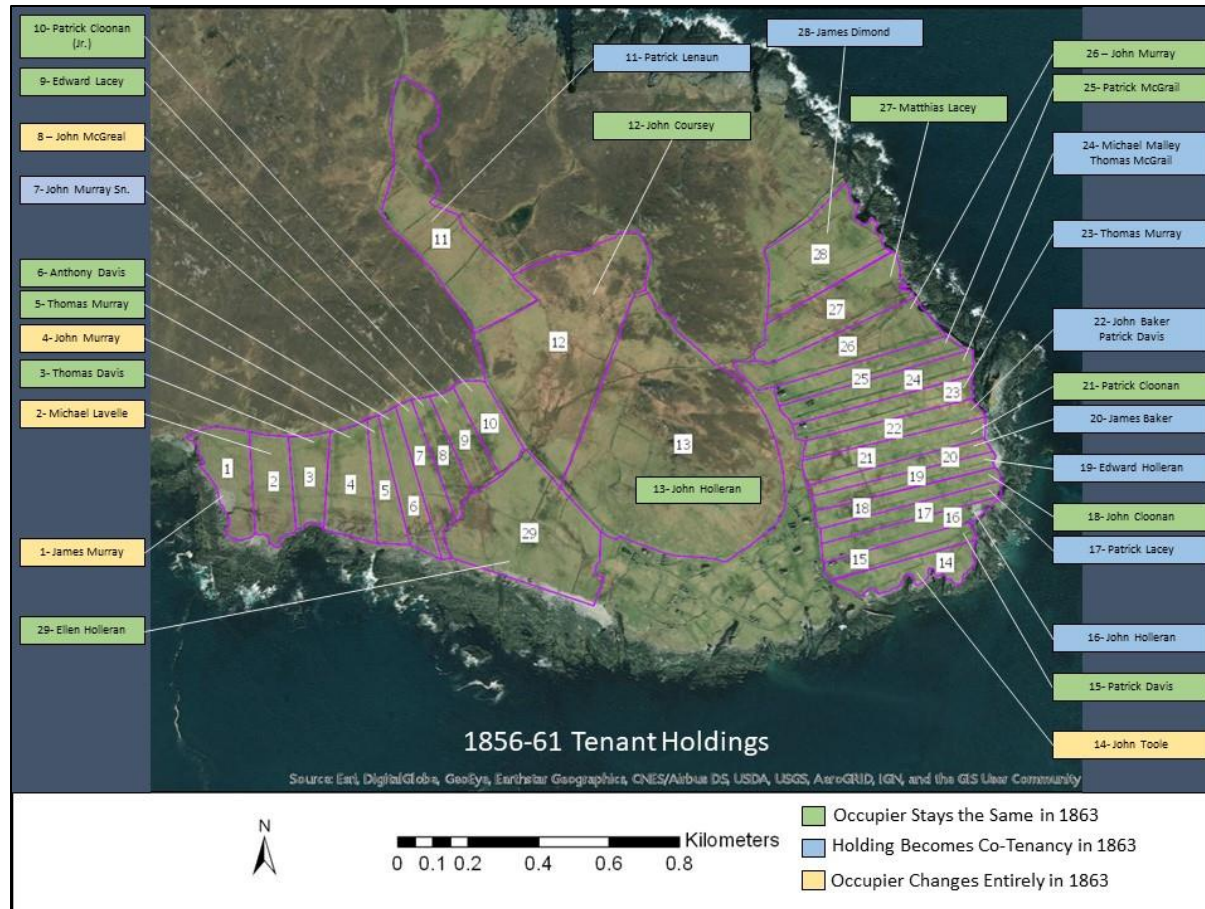 10- Patrick Cloonan
(Jr.)
9- Edward Lacey
8 – John McGreal
7- John Murray Sn.
6- Anthony Davis
5- Thomas Murray
4- John Murray
3- Thomas Davis
2- Michael Lavelle
1- James Murray
29- Ellen Holleran
11- Patrick Lenaun
12- John Coursey
28- James Dimond
27- Matthias Lacey
26 – John Murray
25- Patrick McGrail
24- Michael Malley
Thomas McGrail
23- Thomas Murray
22- John Baker
Patrick Davis
21- Patrick Cloonan
20- James Baker
19- Edward Holleran
18- John Cloonan
17- Patrick Lacey
16- John Holleran
15- Patrick Davis
14- John Toole
13- John Holleran
11
12
13
28
27
26
25
24
23
22
21
20
19
18
17
16
15
14
1
2
3
4
5
6
7
8
9
10
29
1856-61 Tenant Holdings
Source: Esri, DigitalGlobe, GeoEye, Earthstar Geographics, CNES/Airbus DS, USDA, USGS, AeroGRID, IGN, and the GIS User Community
N
Kilometers
0 0.1 0.2 0.4 0.6 0.8
Occupier Stays the Same in 1863
Holding Becomes Co-Tenancy in 1863
Occupier Changes Entirely in 1863